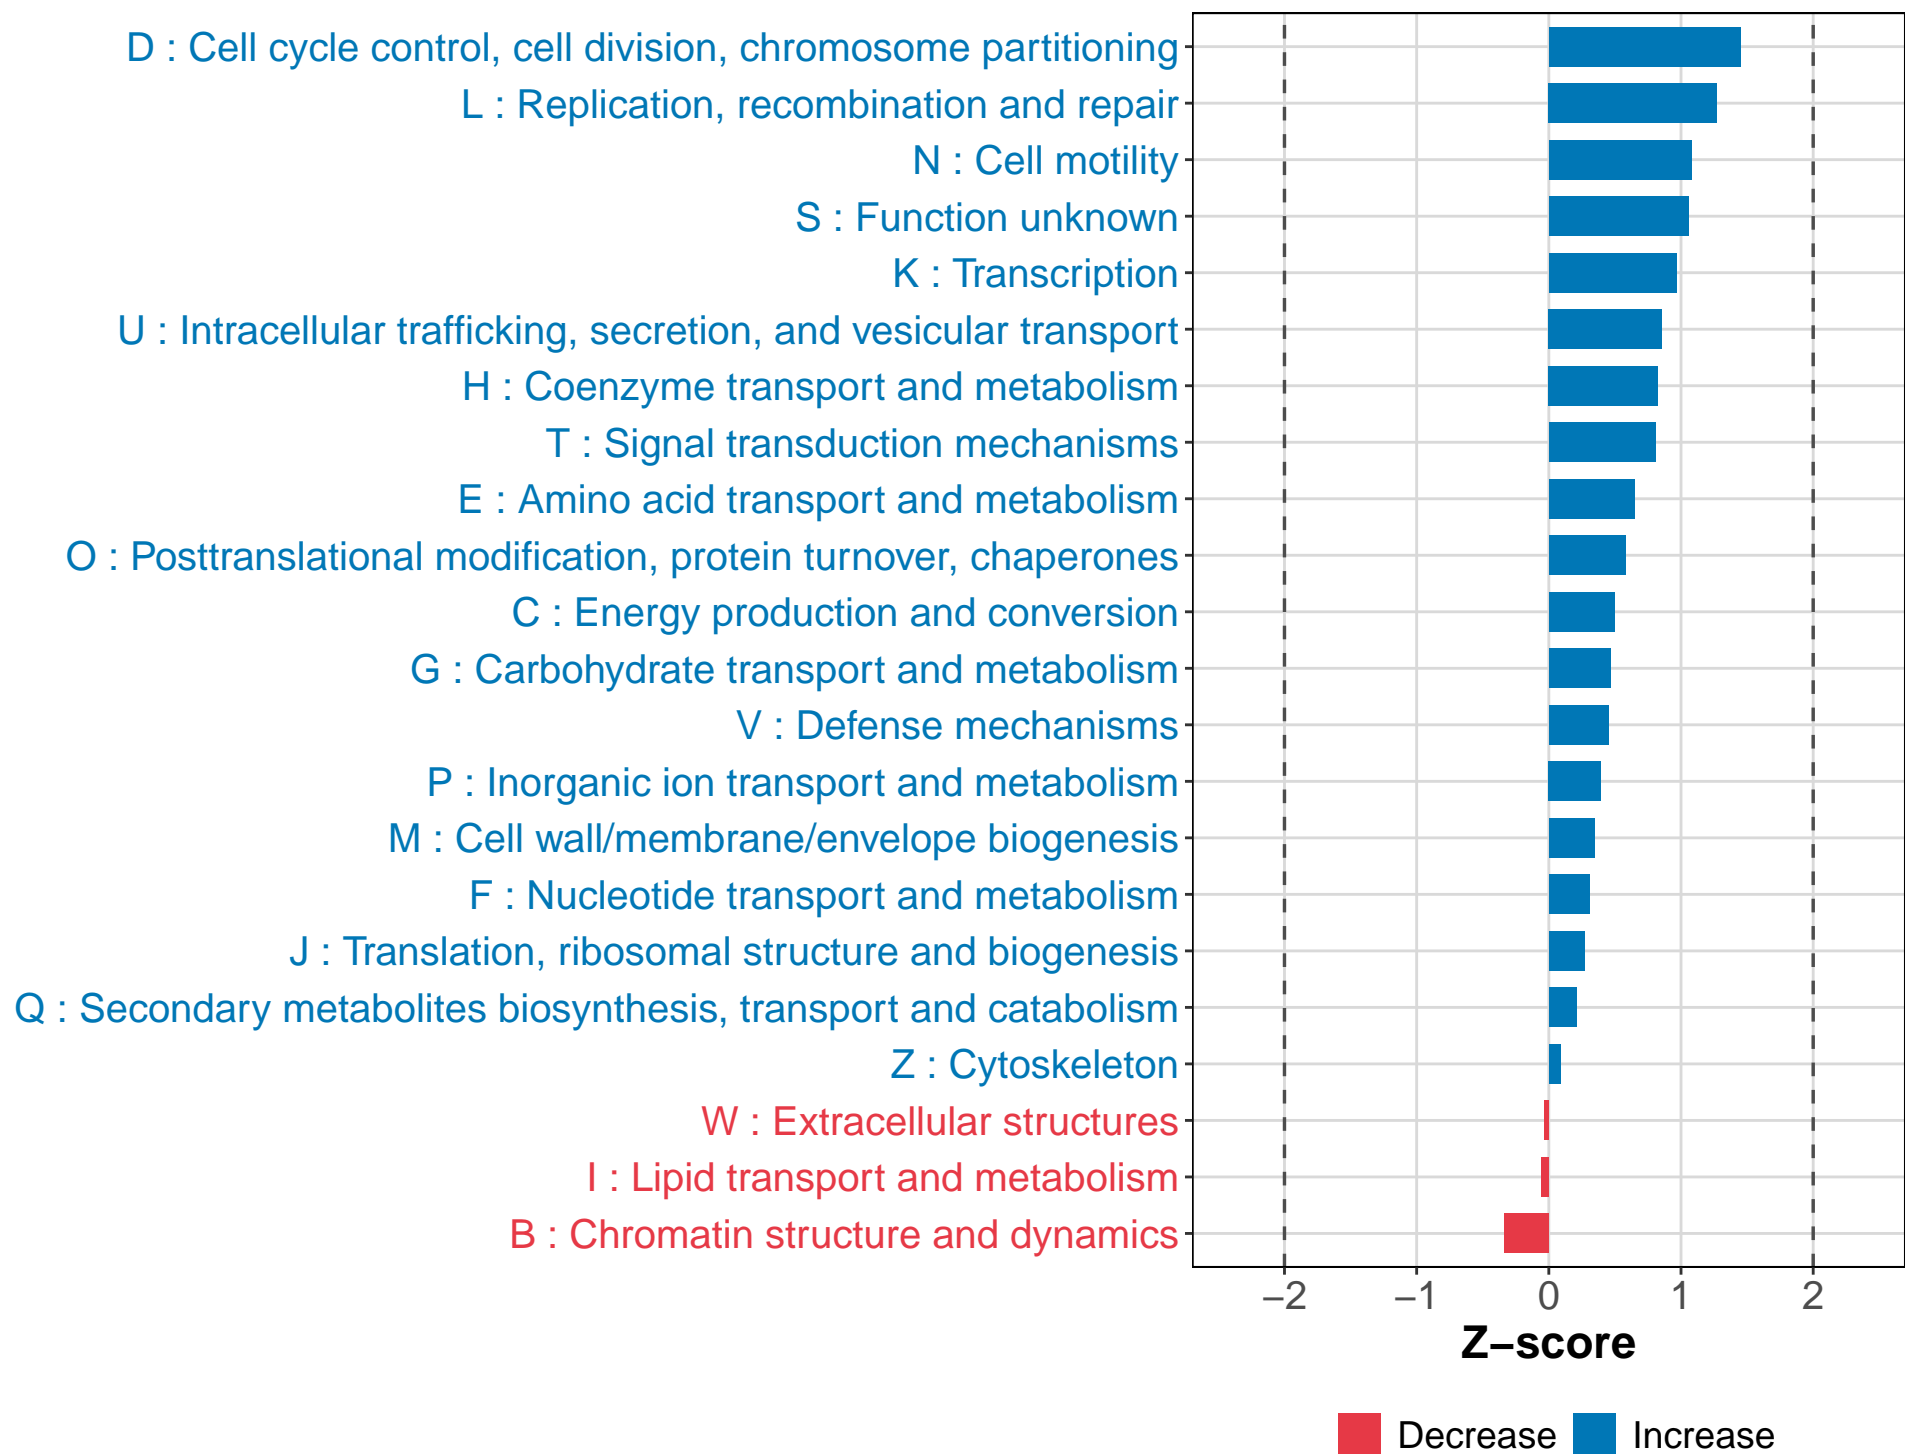 D : Cell cycle control, cell division, chromosome partitioning
L : Replication, recombination and repair
N : Cell motility
S : Function unknown
K : Transcription
U : Intracellular trafficking, secretion, and vesicular transport
H : Coenzyme transport and metabolism
T : Signal transduction mechanisms
E : Amino acid transport and metabolism
O : Posttranslational modification, protein turnover, chaperones
C : Energy production and conversion
G : Carbohydrate transport and metabolism
V : Defense mechanisms
P : Inorganic ion transport and metabolism
M : Cell wall/membrane/envelope biogenesis
F : Nucleotide transport and metabolism
J : Translation, ribosomal structure and biogenesis
Q : Secondary metabolites biosynthesis, transport and catabolism
Z : Cytoskeleton
W : Extracellular structures
I : Lipid transport and metabolism
B : Chromatin structure and dynamics
−2 −1 0 1 2
Z−score
Decrease Increase